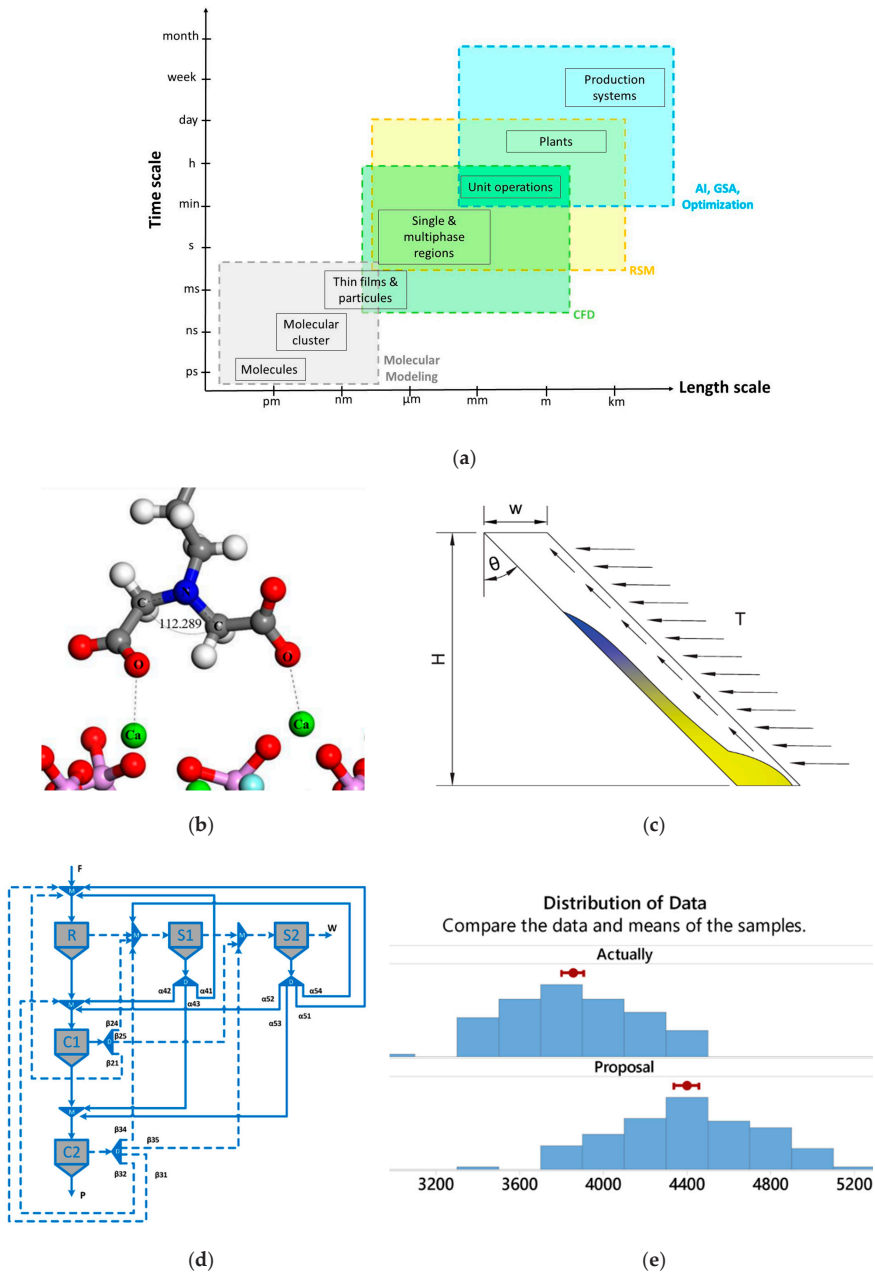 month
week
day
h
min
s
ms
ns
ps
Time scale
Production
systems
Plants
Unit operations
AI, GSA,
Optimization
Single &
multiphase
regions
RSM
Thin films &
particules
CFD
Molecular
cluster
Molecules
Molecular
Modeling
pm
nm
μm
mm
m
km
Length scale
(a)
N
C
C
112.289
O
O
Ca
Ca
(b)
w
θ
H
T
(c)
F
M
R
M
S1
M
S2
W
D
D
α42
α41
α43
α52
α54
α53
α51
M
C1
D
β24
β25
β21
M
C2
D
β34
β35
β32
β31
P
(d)
Distribution of Data
Compare the data and means of the samples.
Actually
Proposal
3200
3600
4000
4400
4800
5200
(e)